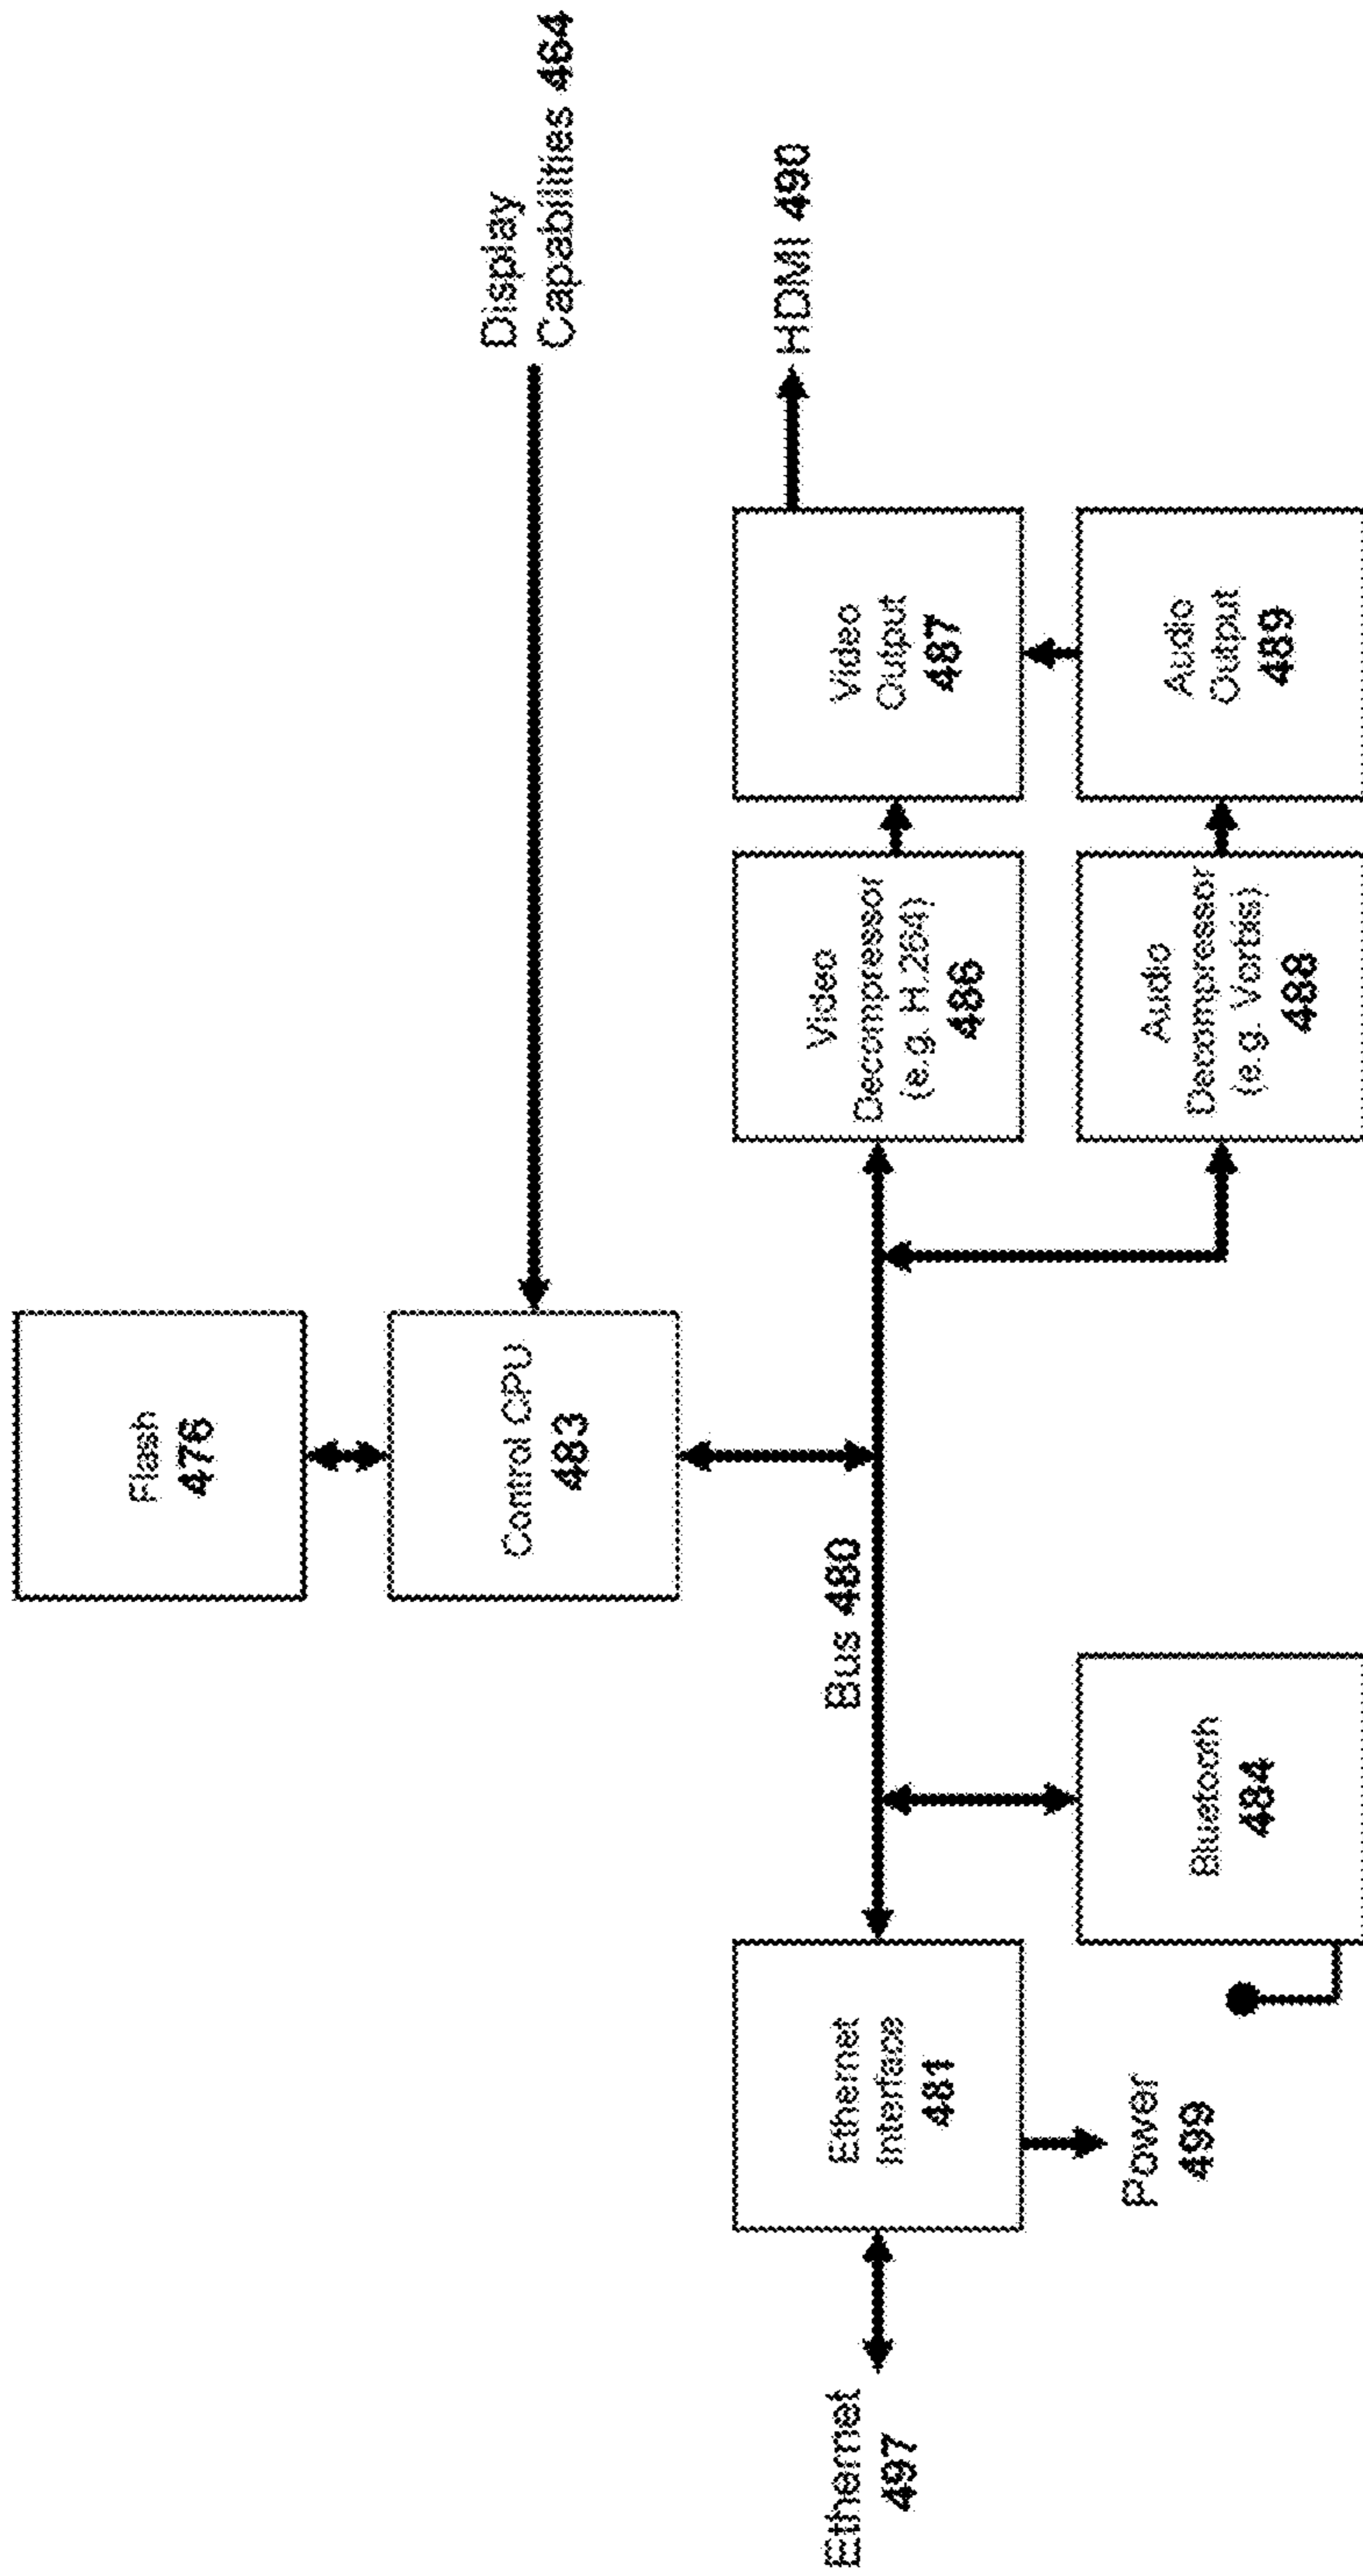 Flash
476
Display
Capabilities 464
Control CPU
483
Ethernet
497
Ethernet
Interface
481
Bus 480
Video
Decompressor
(e.g. H.264)
486
Video
Output
487
HDMI 490
Power
499
Bluetooth
484
Audio
Decompressor
(e.g. Vorbis)
488
Audio
Output
489